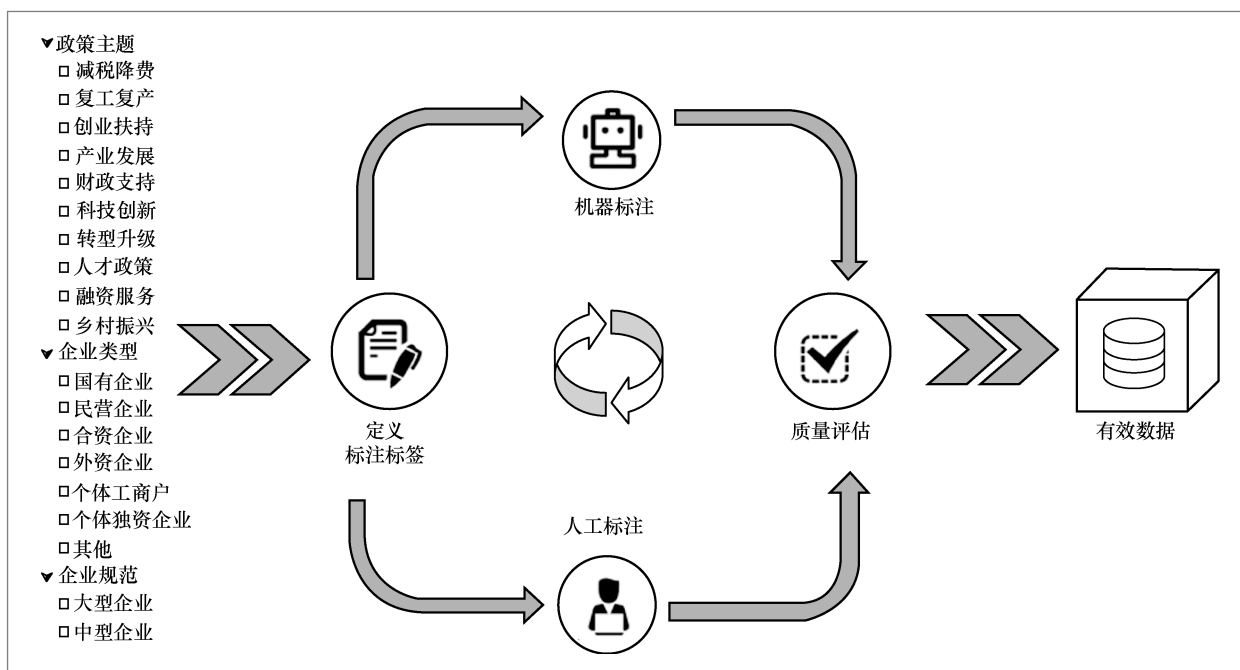 政策主题
减税降费
复工复产
创业扶持
产业发展
财政支持
科技创新
转型升级
人才政策
融资服务
乡村振兴
企业类型
国有企业
民营企业
合资企业
外资企业
个体工商户
个体独资企业
其他
企业规范
大型企业
中型企业
定义
标注标签
机器标注
人工标注
质量评估
有效数据